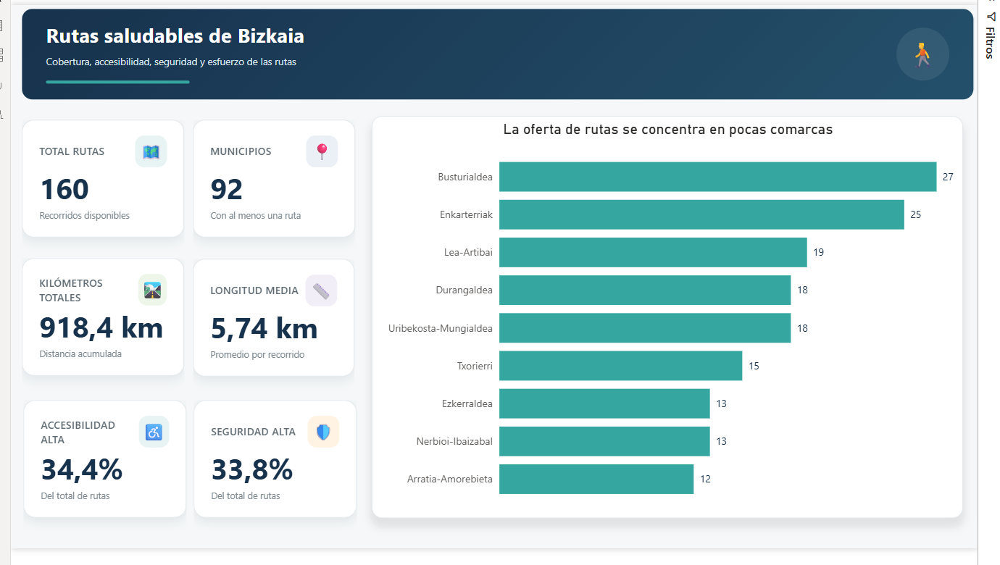 Rutas saludables de Bizkaia
Cobertura, accesibilidad, seguridad y esfuerzo de las rutas
Filtros
TOTAL RUTAS
160
Recorridos disponibles
MUNICIPIOS
92
Con al menos una ruta
KILÓMETROS
TOTALES
918,4 km
Distancia acumulada
LONGITUD MEDIA
5,74 km
Promedio por recorrido
ACCESIBILIDAD
ALTA
34,4%
Del total de rutas
SEGURIDAD ALTA
33,8%
Del total de rutas
La oferta de rutas se concentra en pocas comarcas
Busturialdea 27
Enkarterriak 25
Lea-Artibai 19
Durangaldea 18
Uribekosta-Mungialdea 18
Txorierri 15
Ezkerraldea 13
Nerbioi-Ibaizabal 13
Arratia-Amorebieta 12